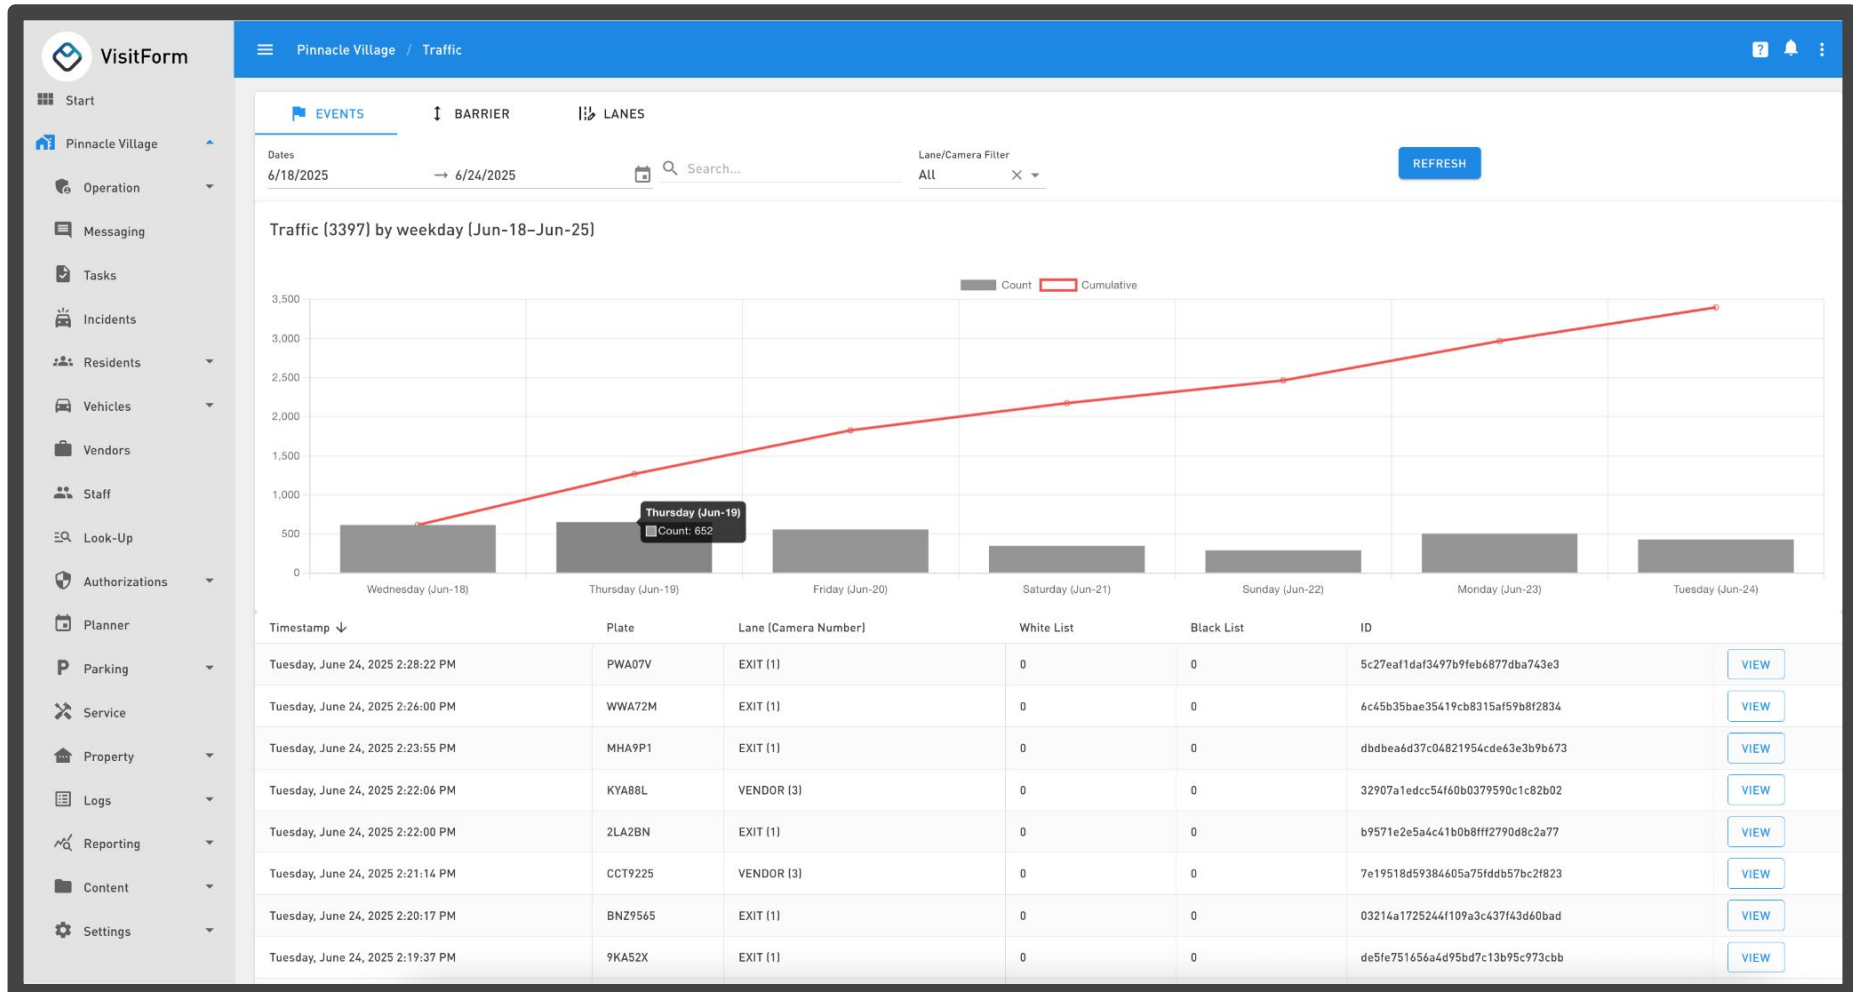 VisitForm
Start
Pinnacle Village
Operation
Messaging
Tasks
Incidents
Residents
Vehicles
Vendors
Staff
Look-Up
Authorizations
Planner
Parking
Service
Property
Logs
Reporting
Content
Settings
Pinnacle Village / Traffic
EVENTS BARRIER LANES
Dates
6/18/2025 → 6/24/2025
Search...
Lane/Camera Filter
All
REFRESH
Traffic (3397) by weekday (Jun-18–Jun-25)
Count Cumulative
3,500
3,000
2,500
2,000
1,500
1,000
500
0
Thursday (Jun-19)
Count: 652
Wednesday (Jun-18) Thursday (Jun-19) Friday (Jun-20) Saturday (Jun-21) Sunday (Jun-22) Monday (Jun-23) Tuesday (Jun-24)
Timestamp Plate Lane (Camera Number) White List Black List ID
Tuesday, June 24, 2025 2:28:22 PM PWA07V EXIT (1) 0 0 5c27eaf1daf3497b9feb6877dba743e3 VIEW
Tuesday, June 24, 2025 2:26:00 PM WWA72M EXIT (1) 0 0 6c45b35bae35419cb8315af59b8f2834 VIEW
Tuesday, June 24, 2025 2:23:55 PM MHA9P1 EXIT (1) 0 0 dbdbea6d37c04821954cde63e3b9b673 VIEW
Tuesday, June 24, 2025 2:22:06 PM KYA88L VENDOR (3) 0 0 32907a1edcc54f60b0379590c1c82b02 VIEW
Tuesday, June 24, 2025 2:22:00 PM 2LA2BN EXIT (1) 0 0 b9571e2e5a4c41b0b8fff2790d8c2a77 VIEW
Tuesday, June 24, 2025 2:21:14 PM CCT9225 VENDOR (3) 0 0 7e19518d59384605a75fddb57bc2f823 VIEW
Tuesday, June 24, 2025 2:20:17 PM BNZ9565 EXIT (1) 0 0 03214a1725244f109a3c437f43d60bad VIEW
Tuesday, June 24, 2025 2:19:37 PM 9KA52X EXIT (1) 0 0 de5fe751656a4d95bd7c13b95c973cbb VIEW